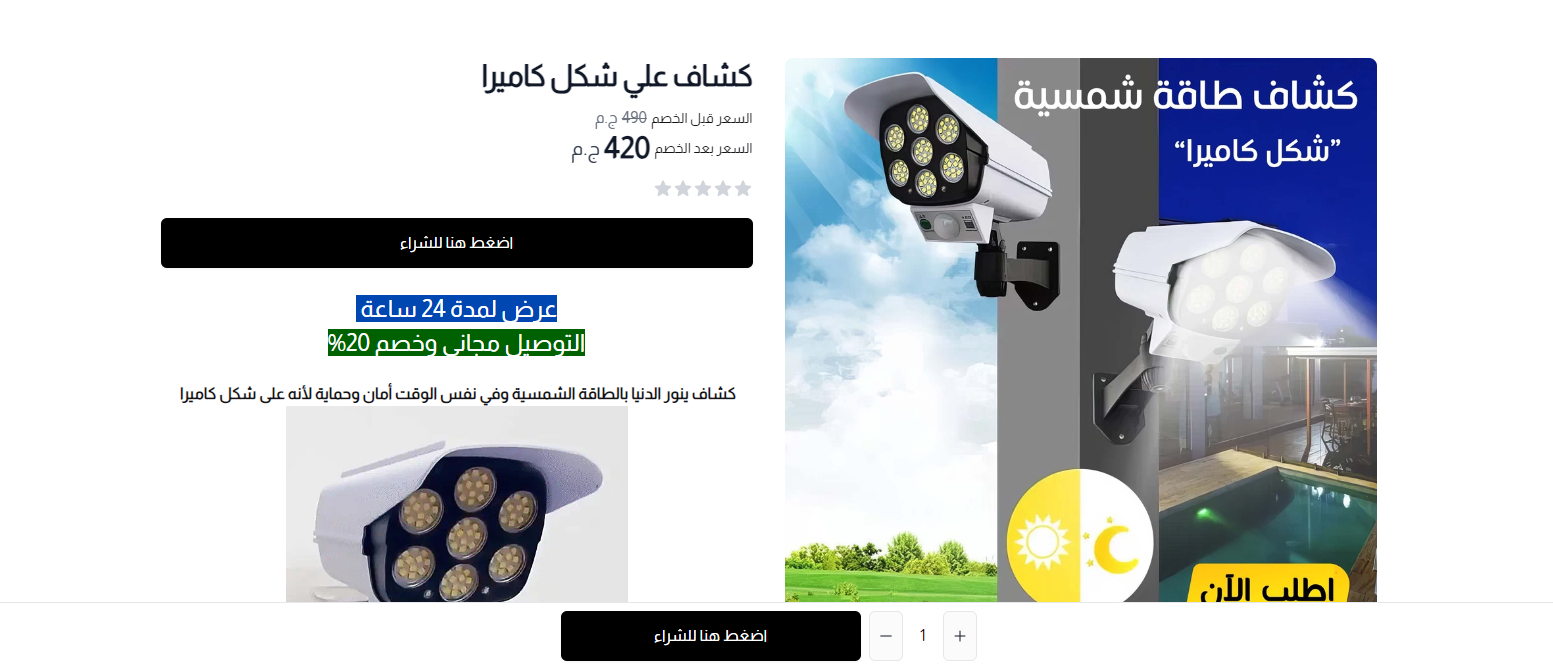 كشاف طاقة شمسية
”شكل كاميرا“
اطلب الآن
كشاف علي شكل كاميرا
السعر قبل الخصم 490 ج.م
السعر بعد الخصم 420 ج.م
اضغط هنا للشراء
عرض لمدة 24 ساعة
التوصيل مجاني وخصم 20%
كشاف ينور الدنيا بالطاقة الشمسية وفي نفس الوقت أمان وحماية لأنه على شكل كاميرا
+ 1 − اضغط هنا للشراء